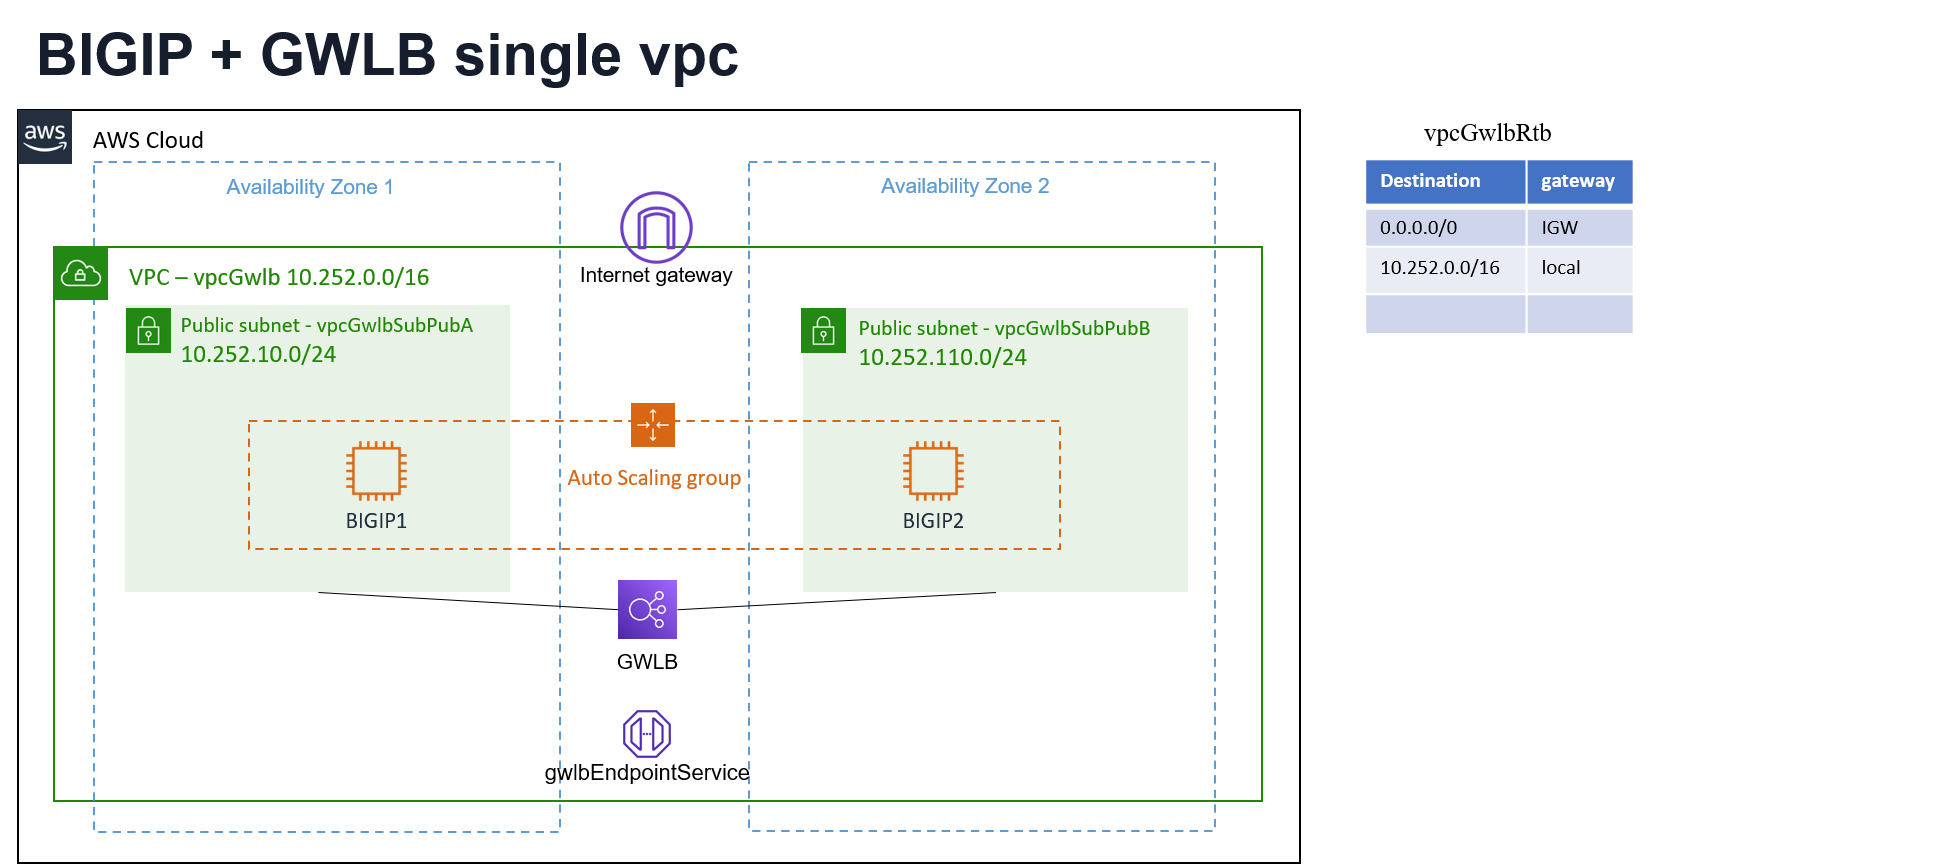 BIGIP + GWLB single vpc
aws
AWS Cloud
Availability Zone 1
Availability Zone 2
Internet gateway
VPC – vpcGwlb 10.252.0.0/16
Public subnet - vpcGwlbSubPubA
10.252.10.0/24
Public subnet - vpcGwlbSubPubB
10.252.110.0/24
Auto Scaling group
BIGIP1
BIGIP2
GWLB
gwlbEndpointService
vpcGwlbRtb
Destination gateway
0.0.0.0/0 IGW
10.252.0.0/16 local